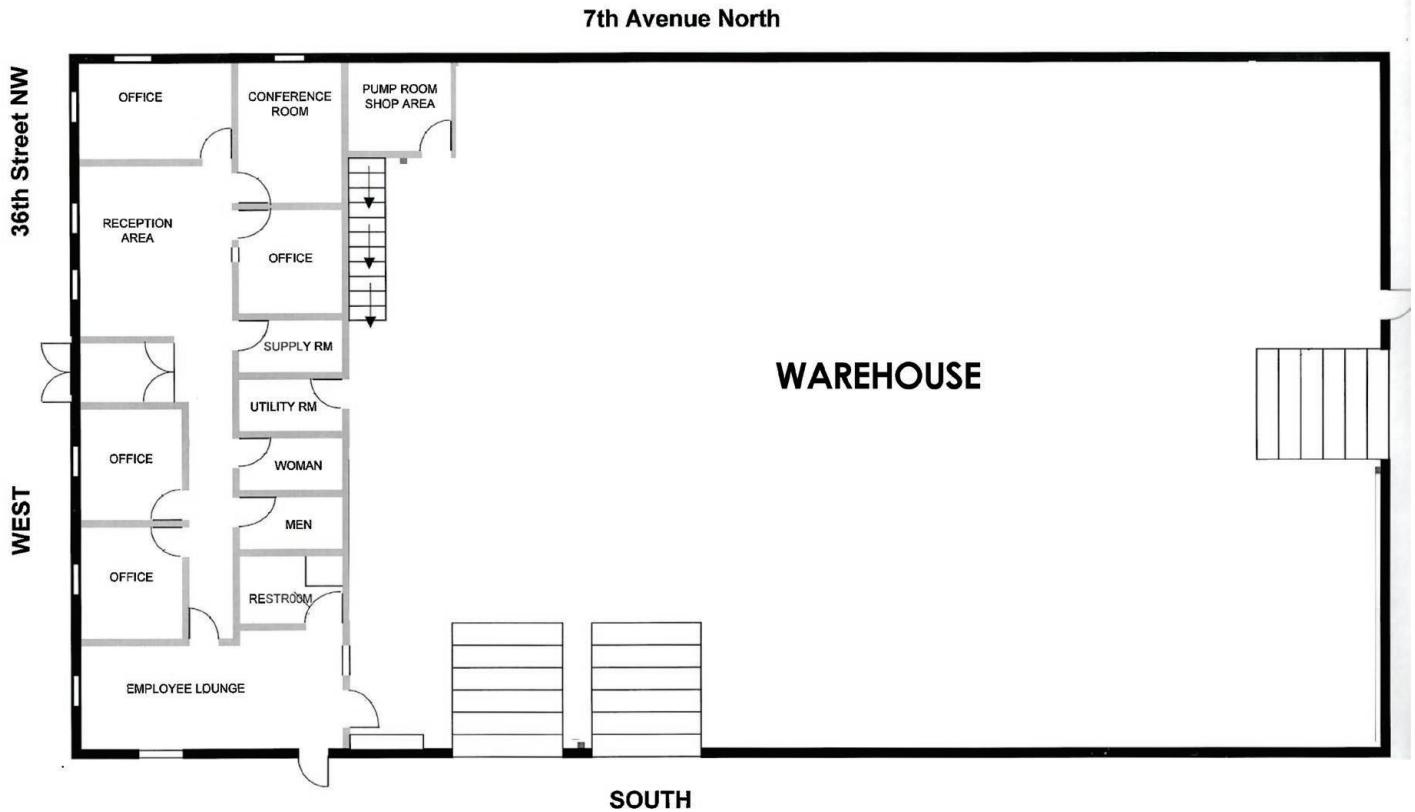 7th Avenue North
36th Street NW
OFFICE
CONFERENCE
ROOM
PUMP ROOM
SHOP AREA
RECEPTION
AREA
OFFICE
SUPPLY RM
WAREHOUSE
UTILITY RM
OFFICE
WOMAN
WEST
MEN
OFFICE
RESTROOM
EMPLOYEE LOUNGE
SOUTH